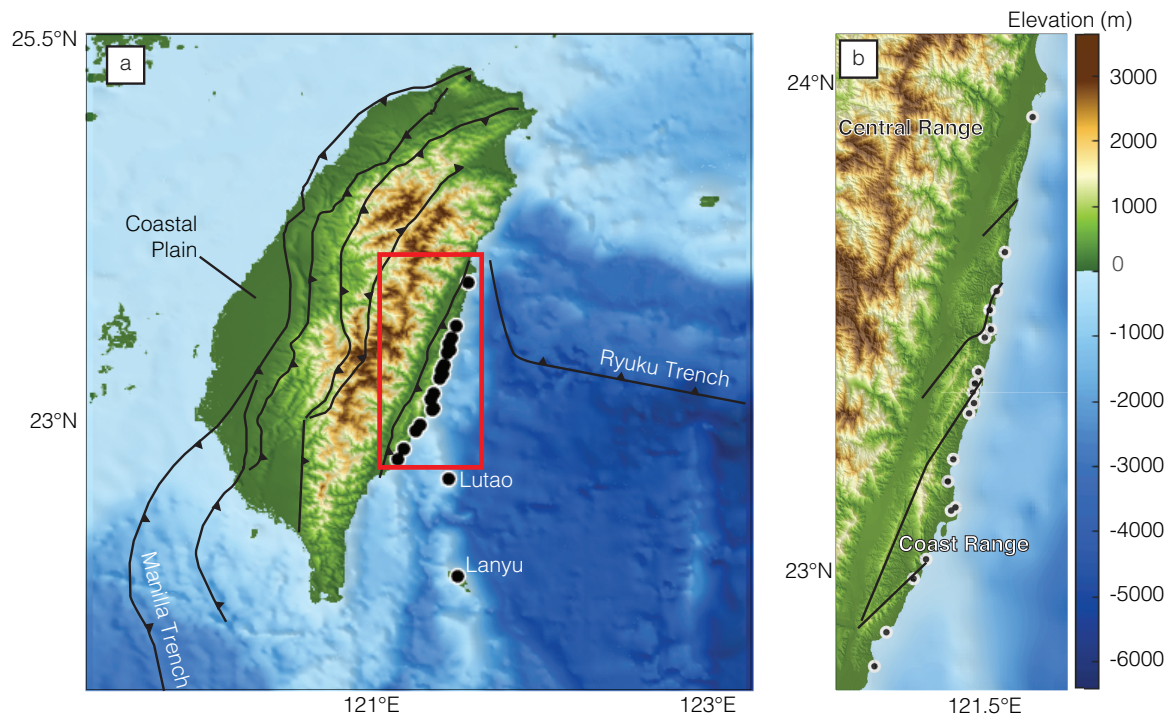 Elevation (m)
25.5°N
a
b
3000
24°N
Central Range
2000
Coastal
Plain
1000
0
-1000
Ryuku Trench
-2000
23°N
-3000
Lutao
-4000
Coast Range
Manilla Trench
Lanyu
23°N
-5000
-6000
121°E
123°E
121.5°E